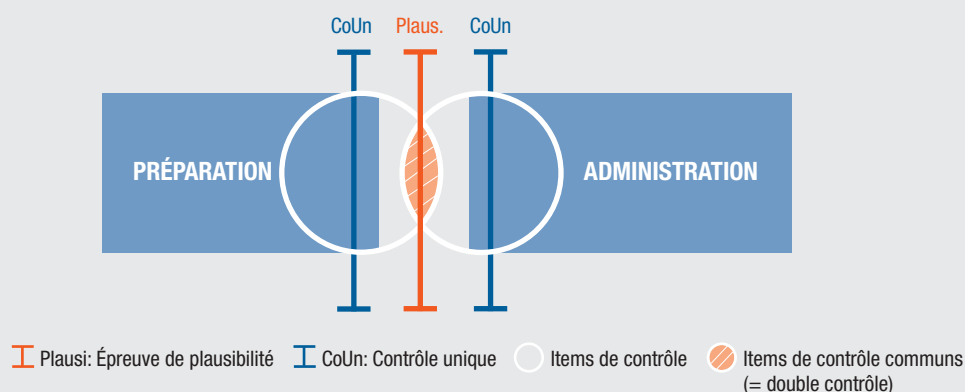 CoUn Plaus. CoUn
PRÉPARATION ADMINISTRATION
Plausi: Épreuve de plausibilité CoUn: Contrôle unique Items de contrôle Items de contrôle communs
(= double contrôle)